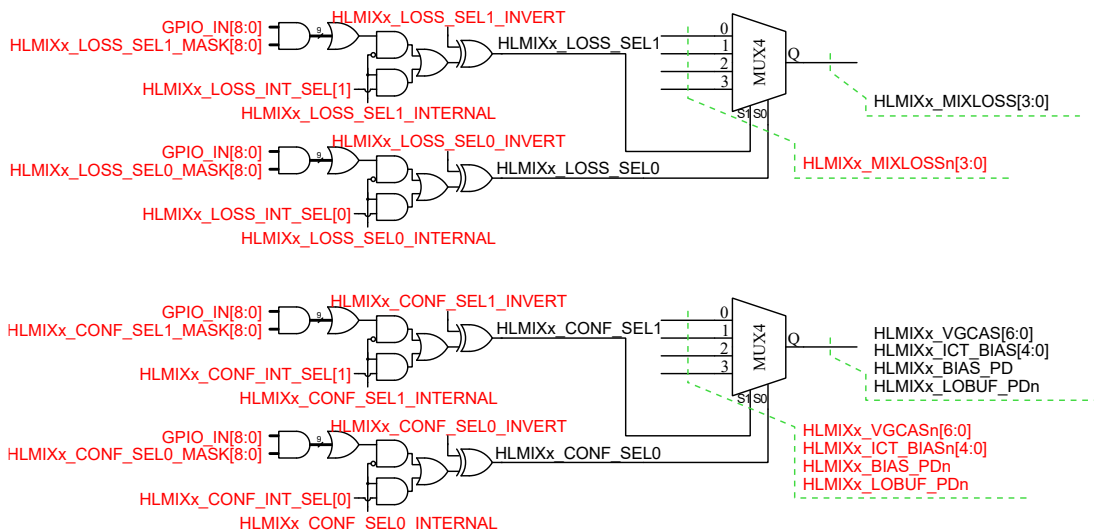 HLMIXx_LOSS_SEL1_INVERT
GPIO_IN[8:0]
HLMIXx_LOSS_SEL1_MASK[8:0]
9
HLMIXx_LOSS_SEL1
HLMIXx_LOSS_INT_SEL[1]
HLMIXx_LOSS_SEL1_INTERNAL
0
1
2
3
MUX4
Q
S1
S0
HLMIXx_MIXLOSS[3:0]
HLMIXx_MIXLOSSn[3:0]
HLMIXx_LOSS_SEL0_INVERT
GPIO_IN[8:0]
HLMIXx_LOSS_SEL0_MASK[8:0]
9
HLMIXx_LOSS_SEL0
HLMIXx_LOSS_INT_SEL[0]
HLMIXx_LOSS_SEL0_INTERNAL
HLMIXx_CONF_SEL1_INVERT
GPIO_IN[8:0]
HLMIXx_CONF_SEL1_MASK[8:0]
9
HLMIXx_CONF_SEL1
HLMIXx_CONF_INT_SEL[1]
HLMIXx_CONF_SEL1_INTERNAL
0
1
2
3
MUX4
Q
S1
S0
HLMIXx_VGCAS[6:0]
HLMIXx_ICT_BIAS[4:0]
HLMIXx_BIAS_PD
HLMIXx_LOBUF_PDn
HLMIXx_VGCASn[6:0]
HLMIXx_ICT_BIASn[4:0]
HLMIXx_BIAS_PDn
HLMIXx_LOBUF_PDn
HLMIXx_CONF_SEL0_INVERT
GPIO_IN[8:0]
HLMIXx_CONF_SEL0_MASK[8:0]
9
HLMIXx_CONF_SEL0
HLMIXx_CONF_INT_SEL[0]
HLMIXx_CONF_SEL0_INTERNAL